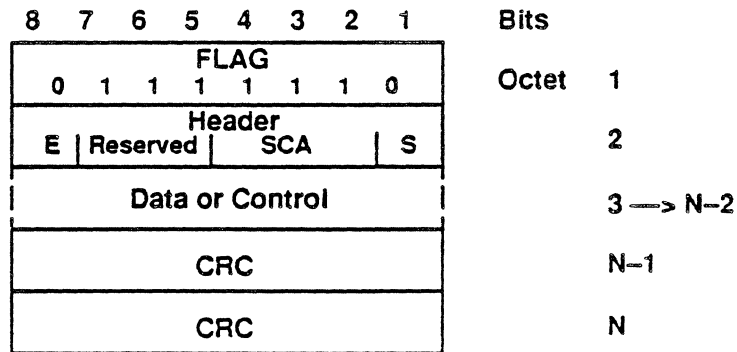 8 7 6 5 4 3 2 1 Bits
FLAG
0 1 1 1 1 1 1 0 Octet 1
Header
E | Reserved | SCA | S 2
Data or Control 3 —> N–2
CRC N–1
CRC N